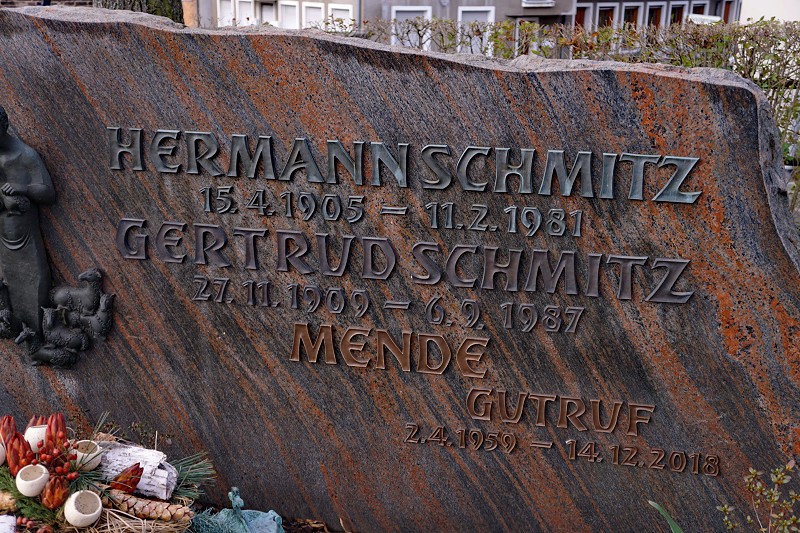 HERMANN SCHMITZ
15.4.1905 – 11.2.1981
GERTRUD SCHMITZ
27.11.1909 – 6.9.1987
MENDE
GUTRUF
2.4.1959 – 14.12.2018